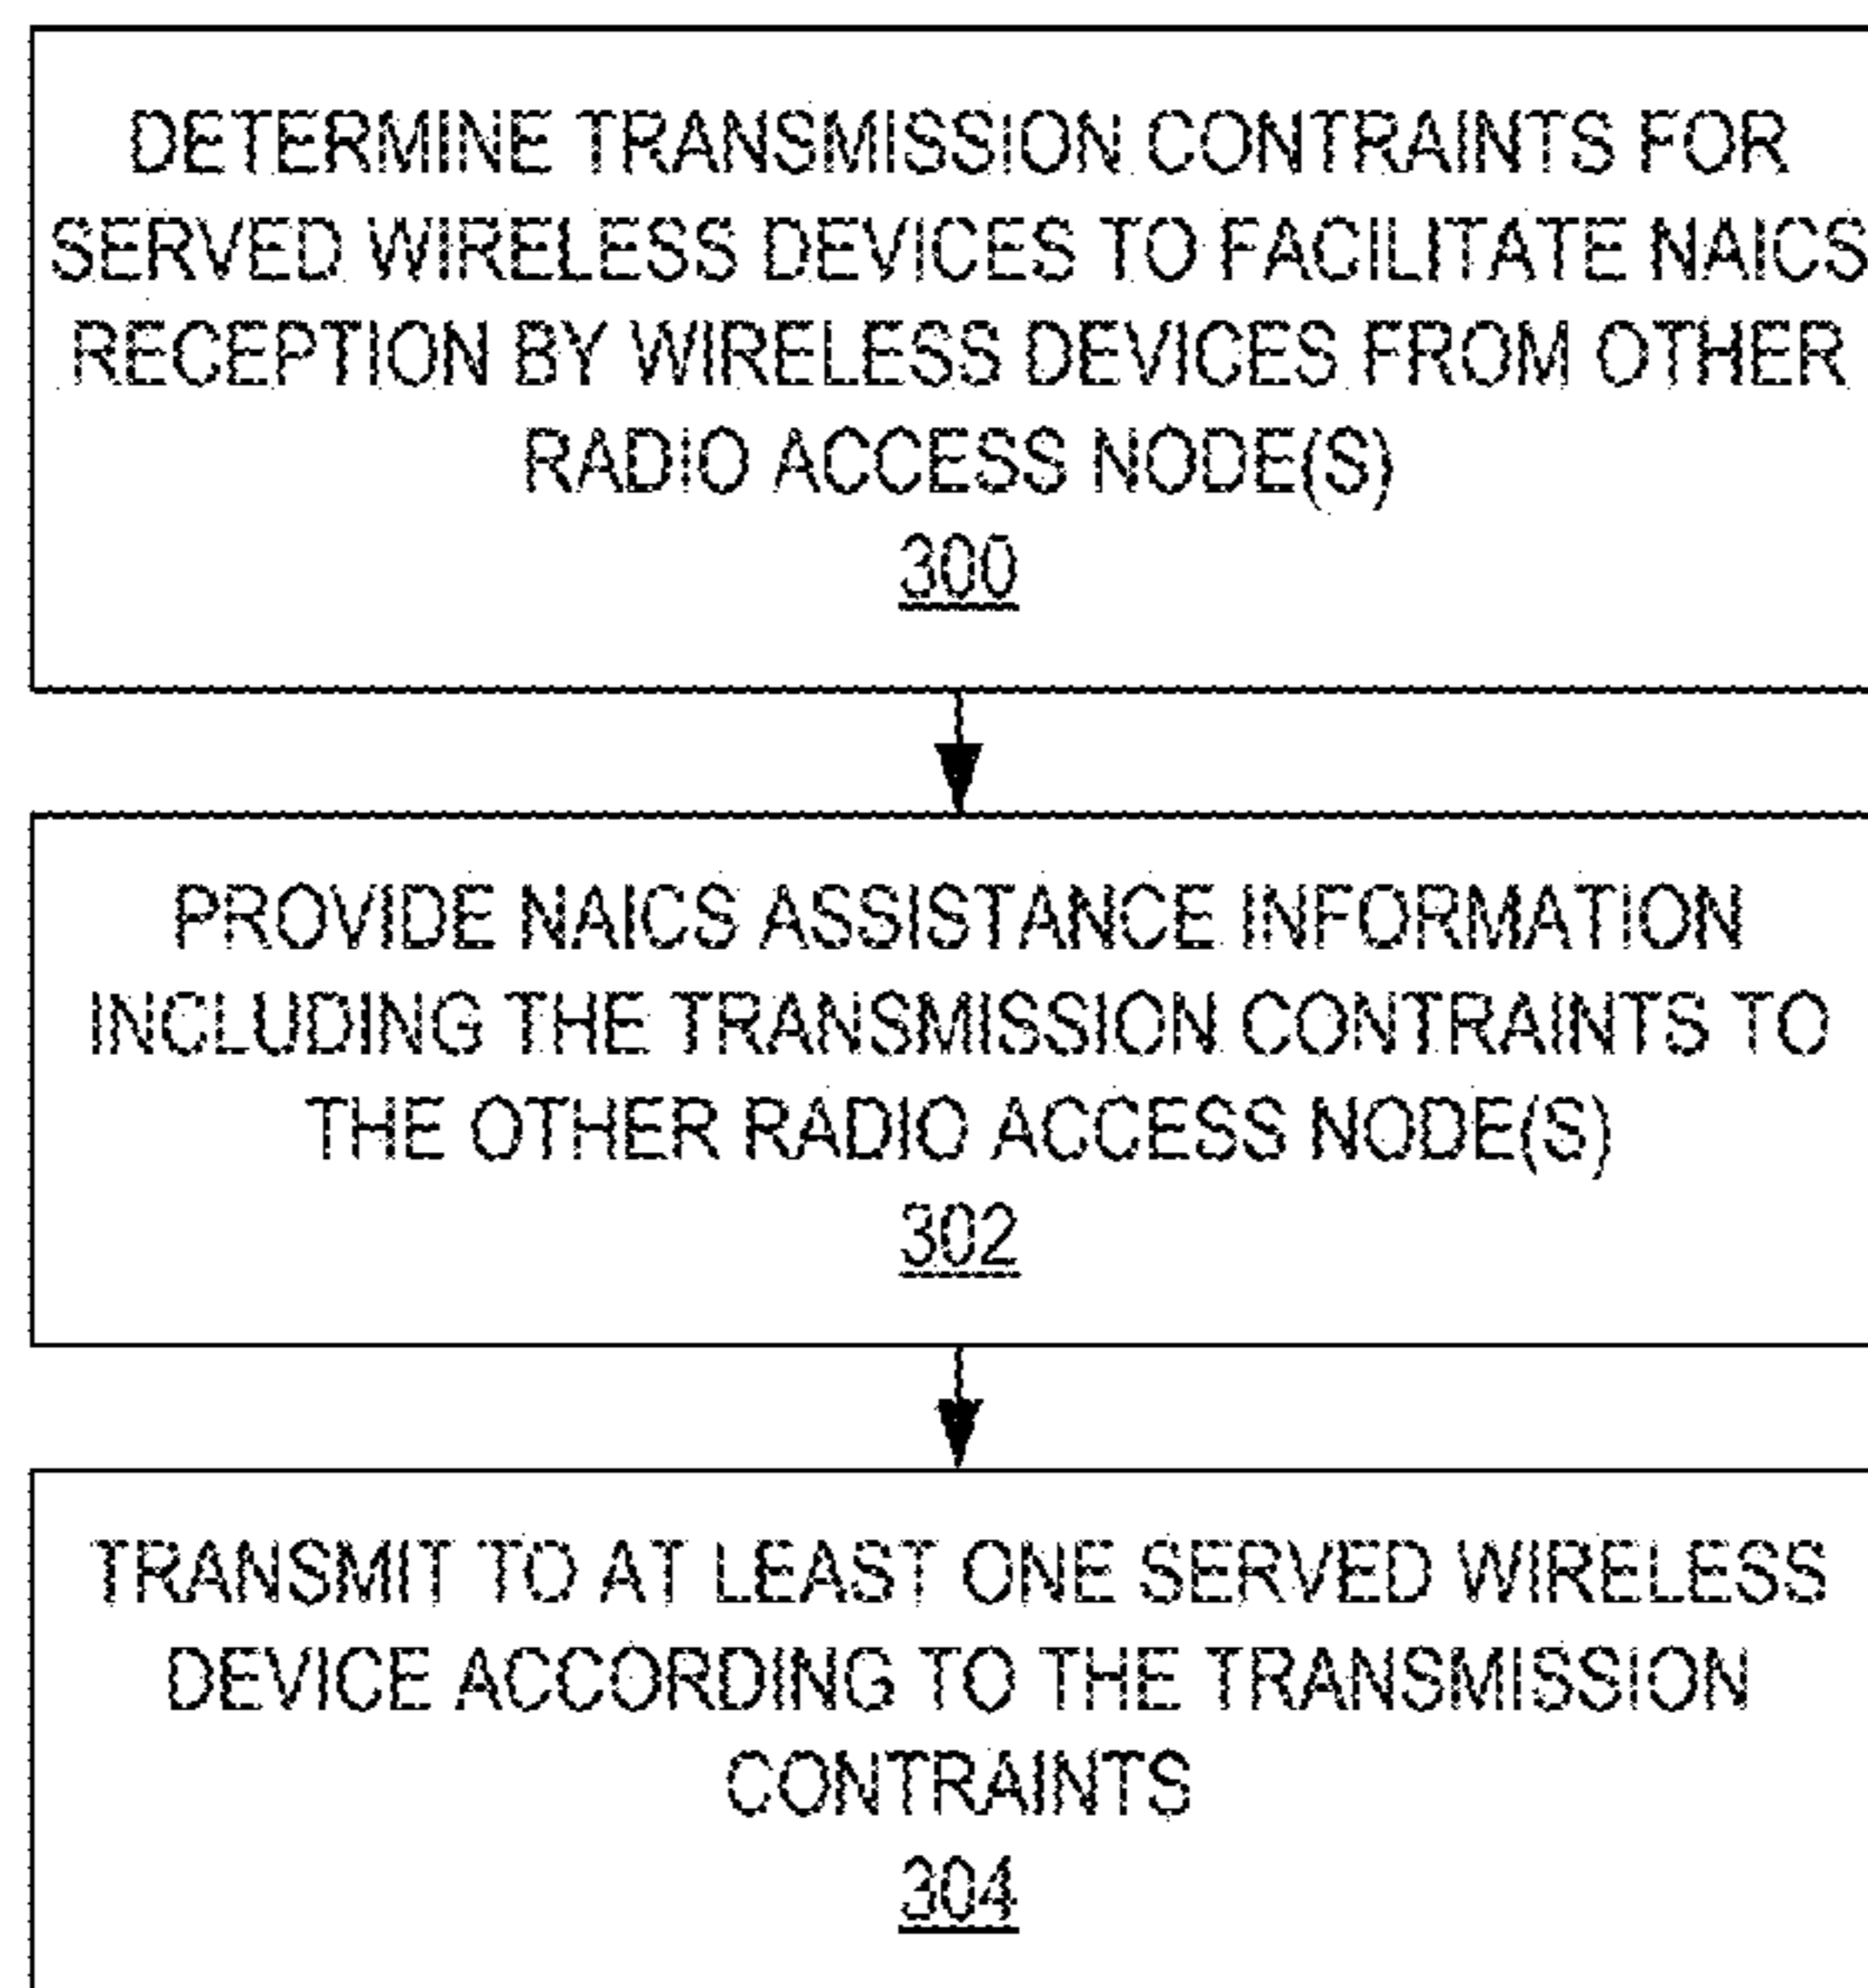 DETERMINE TRANSMISSION CONTRAINTS FOR
SERVED WIRELESS DEVICES TO FACILITATE NAICS
RECEPTION BY WIRELESS DEVICES FROM OTHER
RADIO ACCESS NODE(S)
300
PROVIDE NAICS ASSISTANCE INFORMATION
INCLUDING THE TRANSMISSION CONTRAINTS TO
THE OTHER RADIO ACCESS NODE(S)
302
TRANSMIT TO AT LEAST ONE SERVED WIRELESS
DEVICE ACCORDING TO THE TRANSMISSION
CONTRAINTS
304